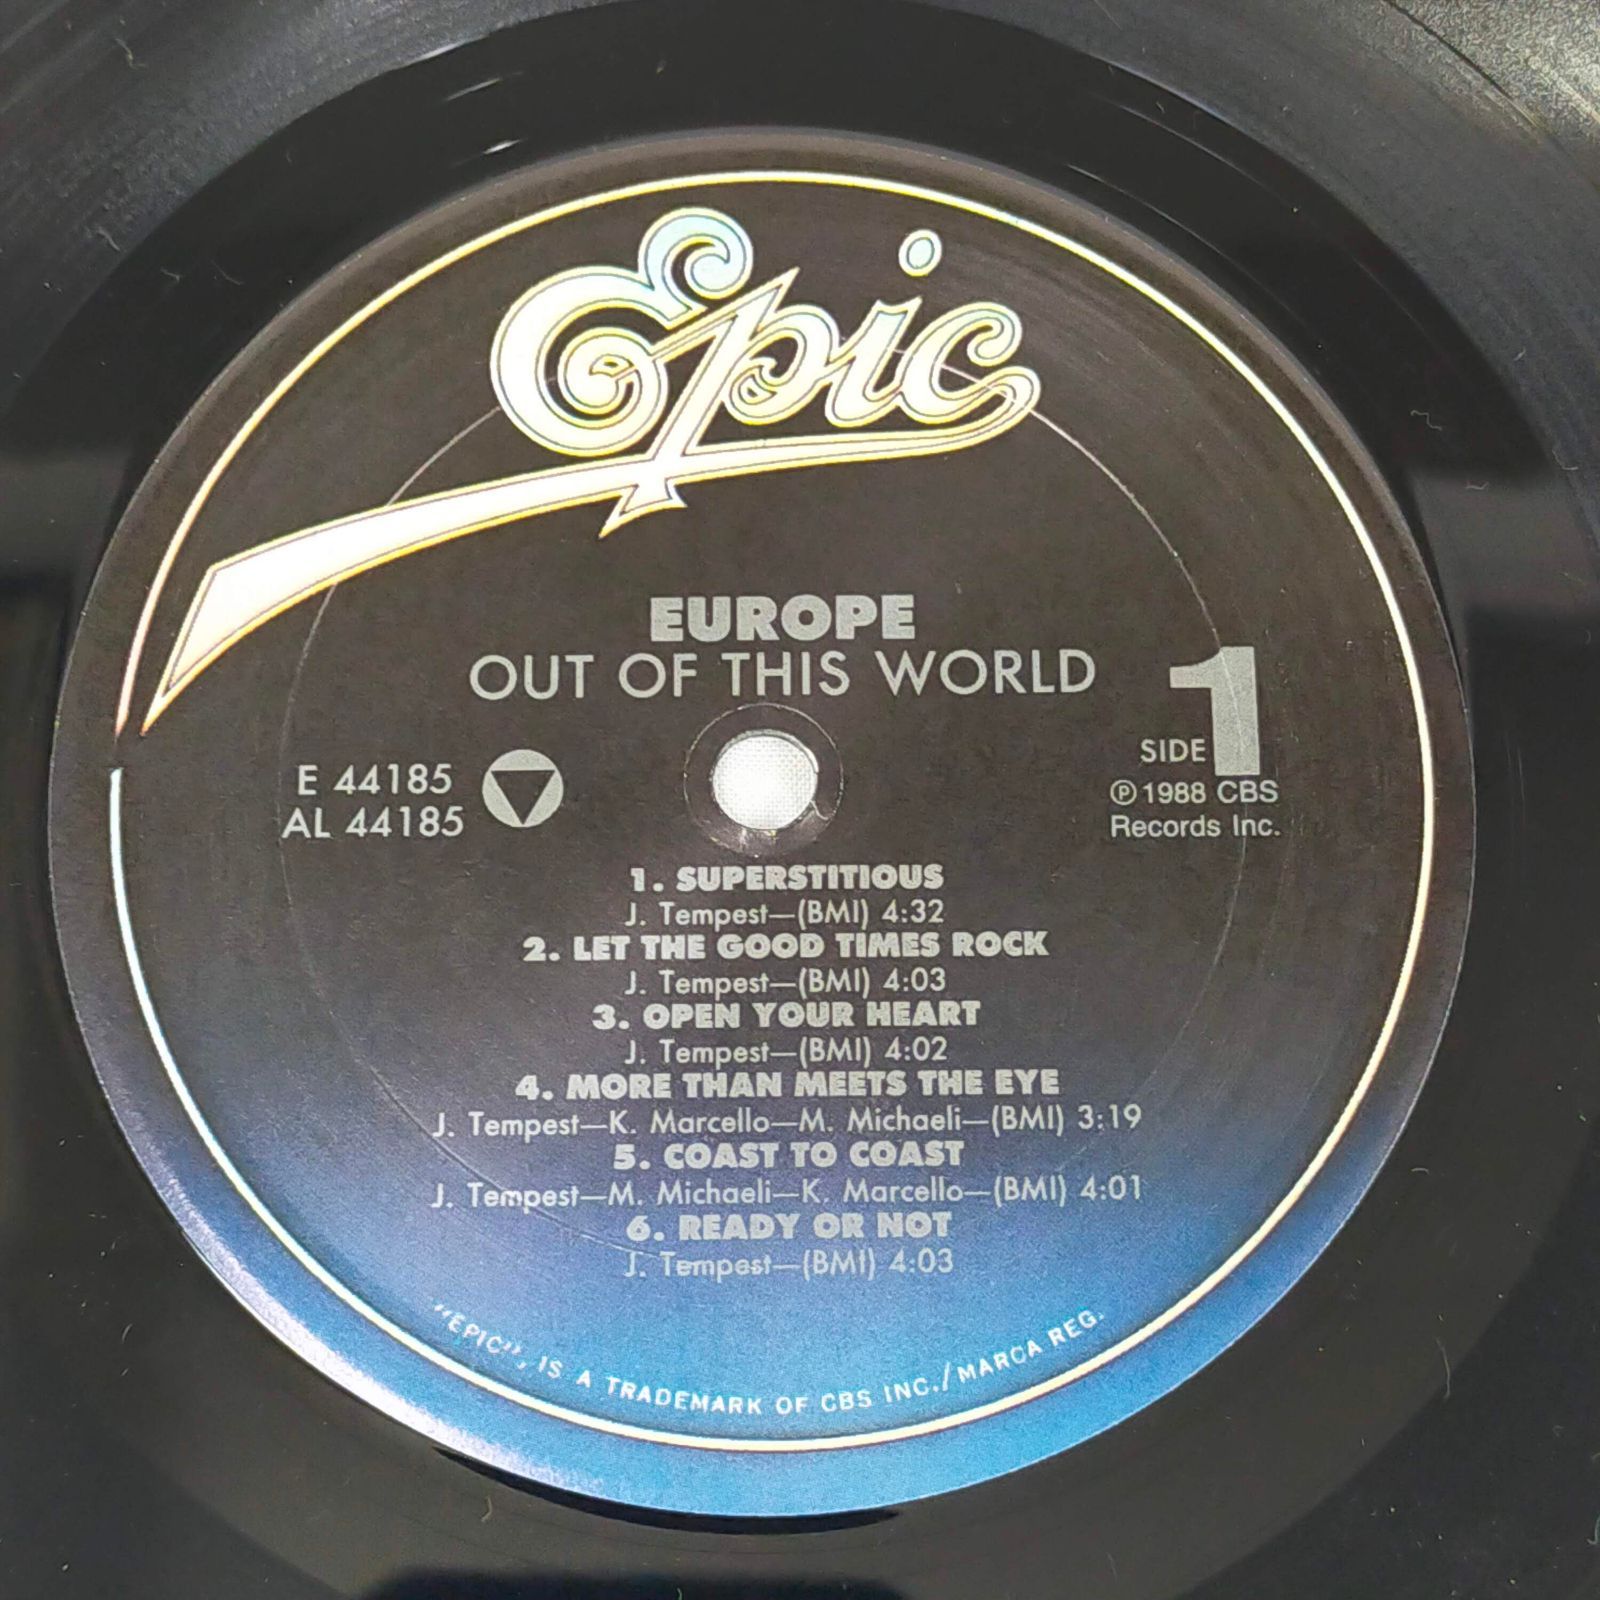 Epic
EUROPE
OUT OF THIS WORLD
SIDE 1
E 44185
AL 44185
℗ 1988 CBS
Records Inc.
1. SUPERSTITIOUS
J. Tempest—(BMI) 4:32
2. LET THE GOOD TIMES ROCK
J. Tempest—(BMI) 4:03
3. OPEN YOUR HEART
J. Tempest—(BMI) 4:02
4. MORE THAN MEETS THE EYE
J. Tempest—K. Marcello—M. Michaeli—(BMI) 3:19
5. COAST TO COAST
J. Tempest—M. Michaeli—K. Marcello—(BMI) 4:01
6. READY OR NOT
J. Tempest—(BMI) 4:03
"EPIC", IS A TRADEMARK OF CBS INC./MARCA REG.